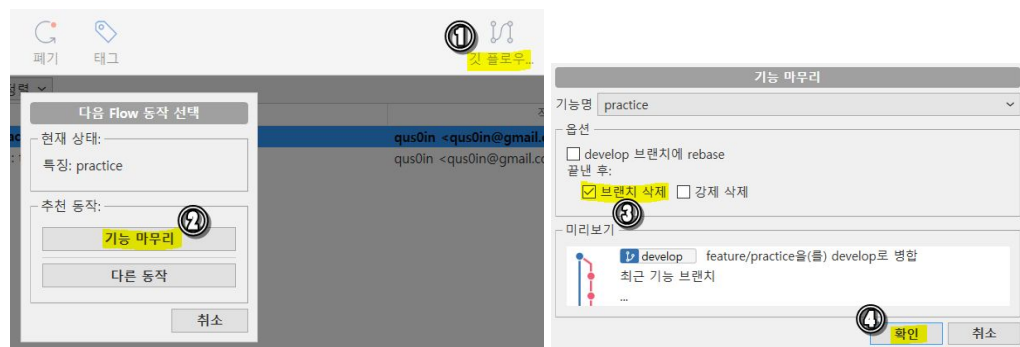 폐기 태그 ① 깃 플로우...
다음 Flow 동작 선택
현재 상태:
특징: practice
추천 동작:
②
기능 마무리
다른 동작
취소
qus0in <qus0in@gmail.c
qus0in <qus0in@gmail.cc
기능 마무리
기능명 practice
옵션
develop 브랜치에 rebase
끝낸 후:
브랜치 삭제 강제 삭제
③
미리보기
develop feature/practice을(를) develop로 병합
최근 기능 브랜치
...
④
확인 취소